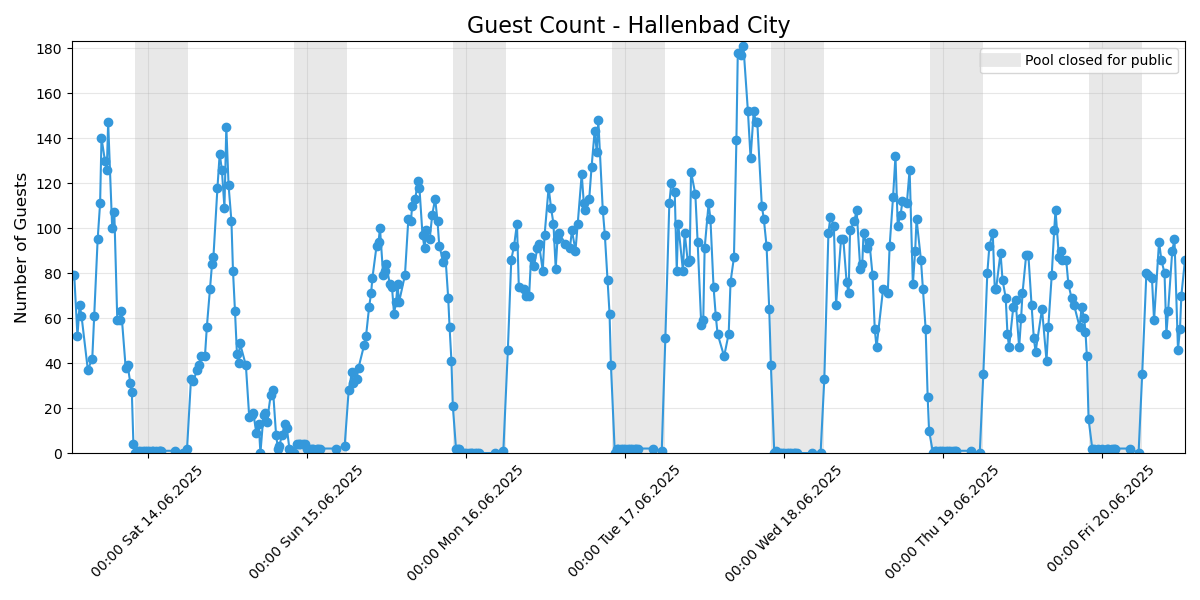 Guest Count - Hallenbad City
Pool closed for public
Number of Guests
180
160
140
120
100
80
60
40
20
0
00:00 Sat 14.06.2025
00:00 Sun 15.06.2025
00:00 Mon 16.06.2025
00:00 Tue 17.06.2025
00:00 Wed 18.06.2025
00:00 Thu 19.06.2025
00:00 Fri 20.06.2025